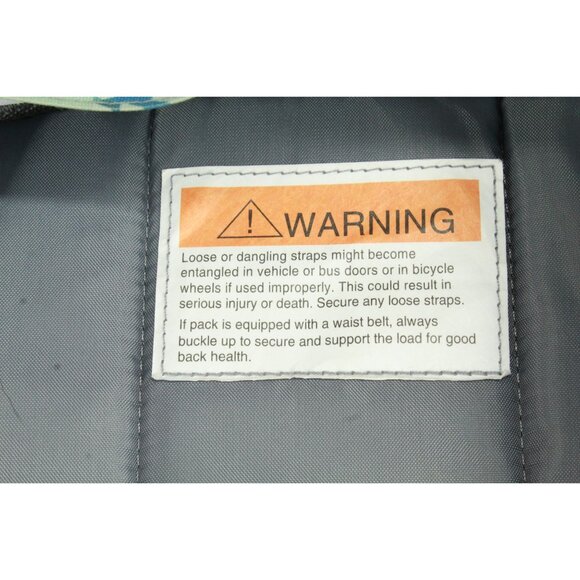 WARNING
Loose or dangling straps might become
entangled in vehicle or bus doors or in bicycle
wheels if used improperly. This could result in
serious injury or death. Secure any loose straps.
If pack is equipped with a waist belt, always
buckle up to secure and support the load for good
back health.